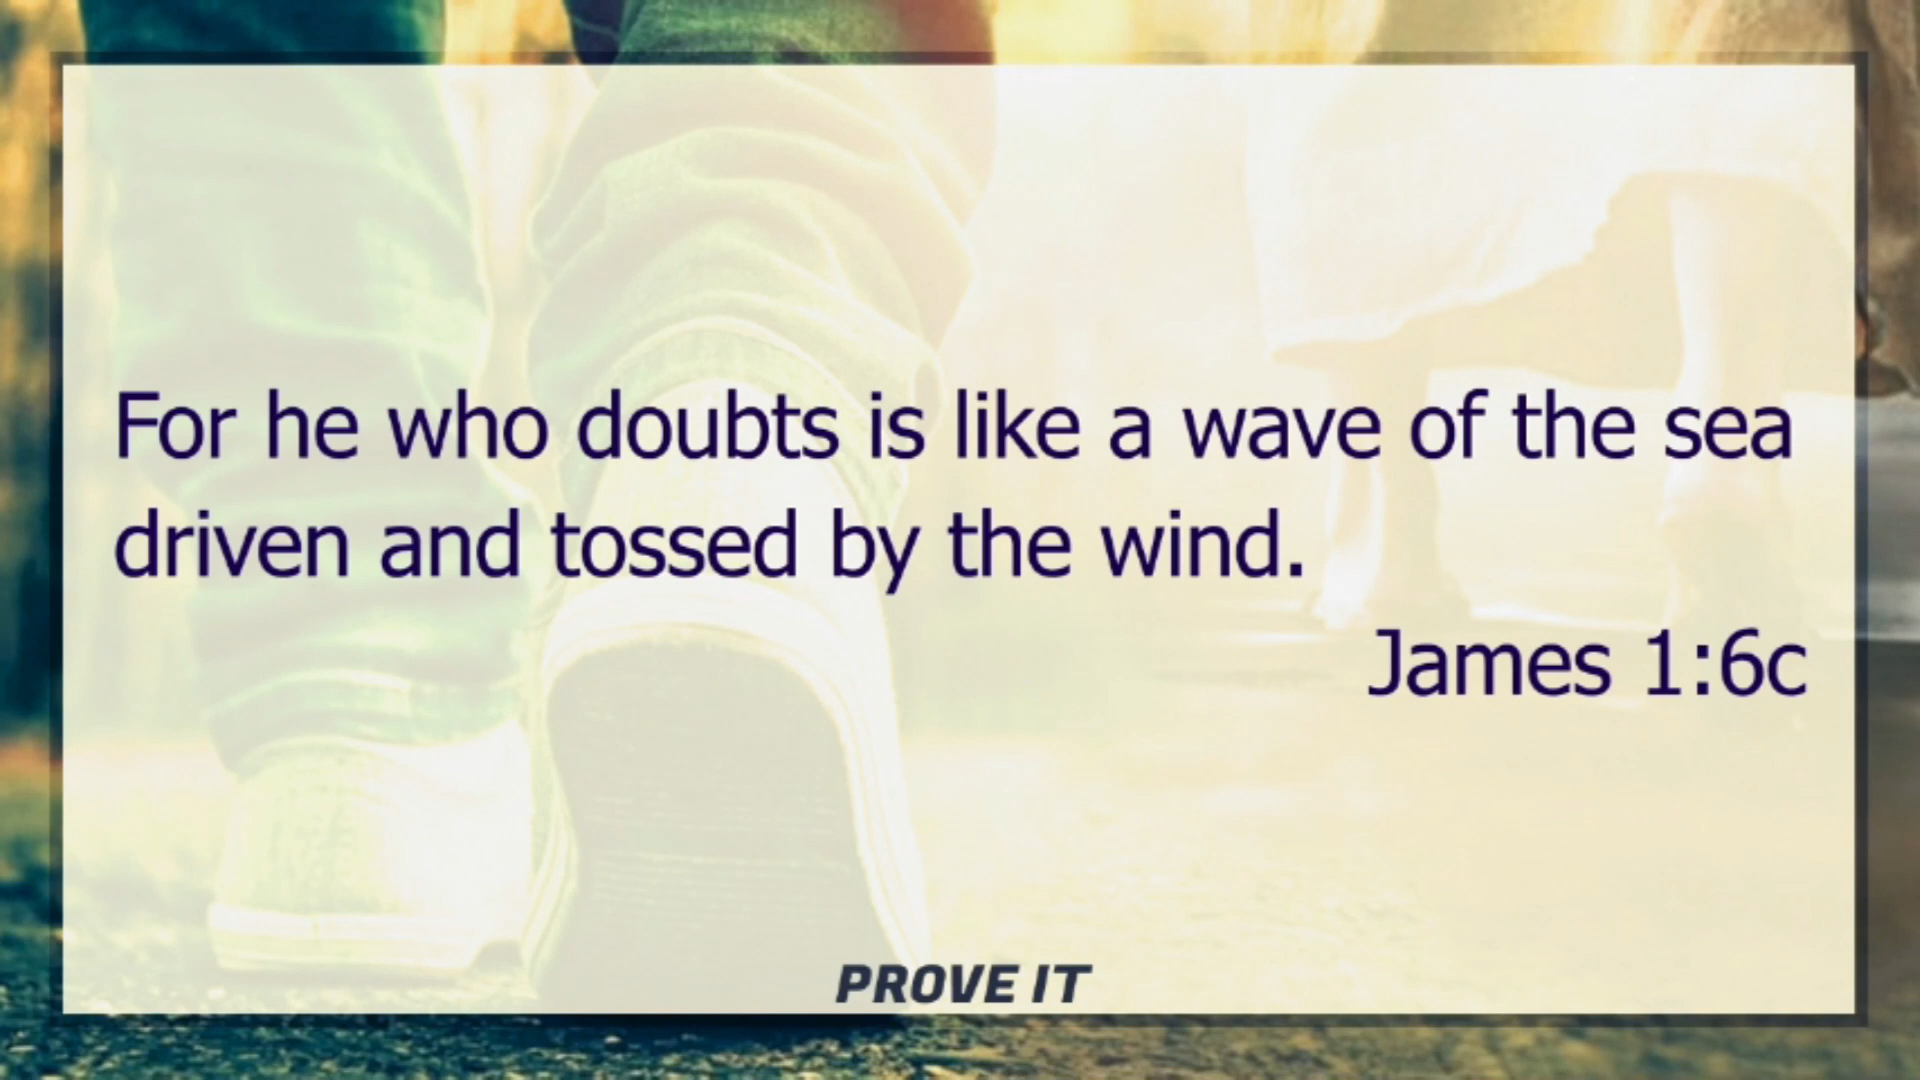 For he who doubts is like a wave of the sea
driven and tossed by the wind.
James 1:6c
PROVE IT